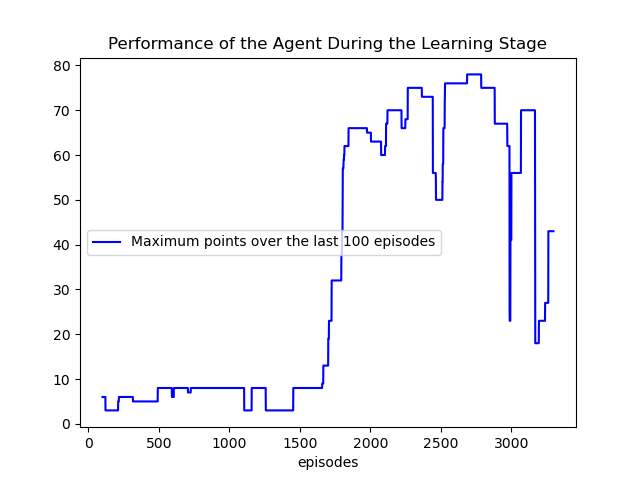 Performance of the Agent During the Learning Stage
80
70
60
50
40
30
20
10
0
Maximum points over the last 100 episodes
0 500 1000 1500 2000 2500 3000
episodes